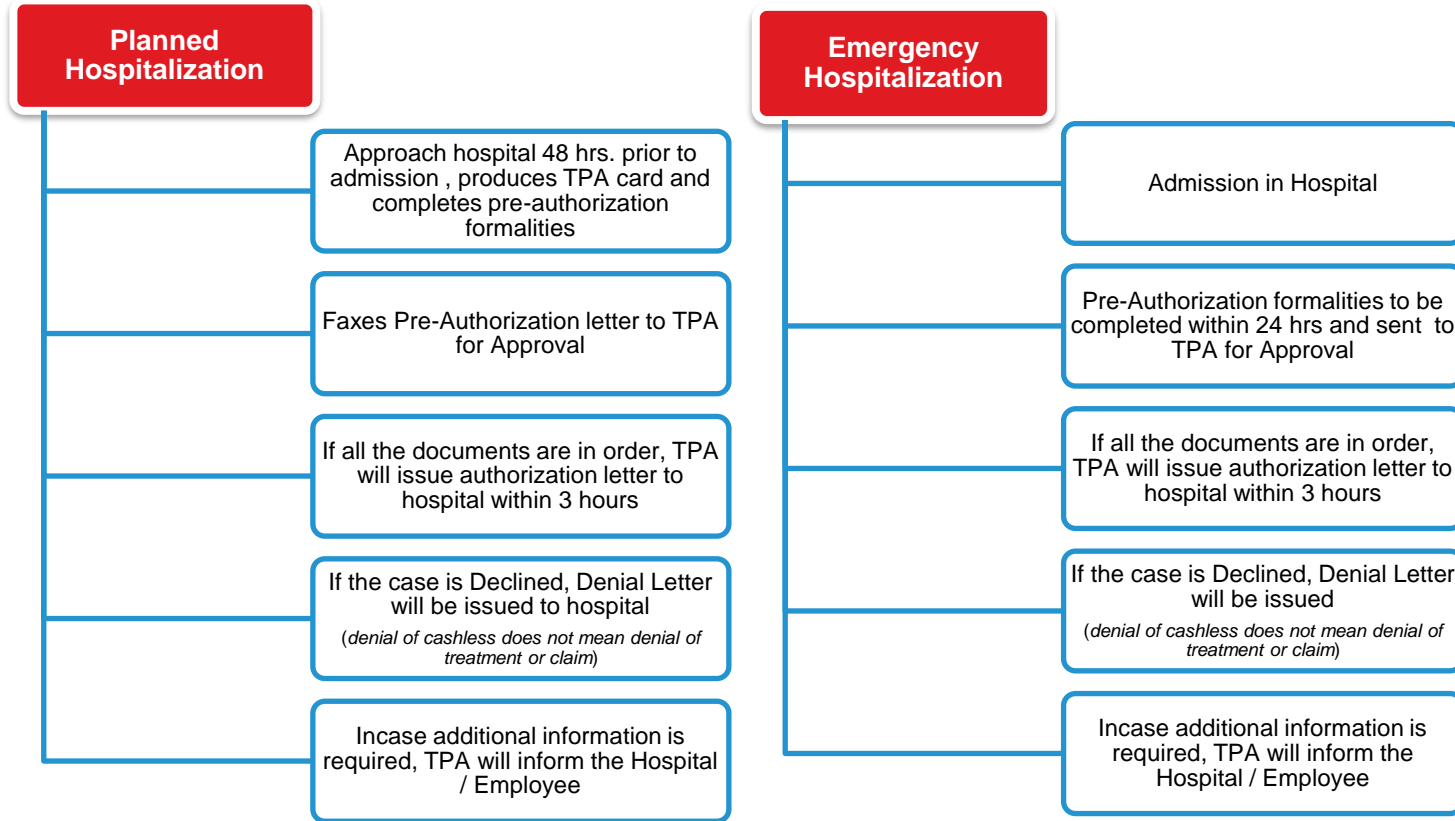 Planned
Hospitalization
Approach hospital 48 hrs. prior to
admission , produces TPA card and
completes pre-authorization
formalities
Faxes Pre-Authorization letter to TPA
for Approval
If all the documents are in order, TPA
will issue authorization letter to
hospital within 3 hours
If the case is Declined, Denial Letter
will be issued to hospital
(denial of cashless does not mean denial of
treatment or claim)
Incase additional information is
required, TPA will inform the Hospital
/ Employee
Emergency
Hospitalization
Admission in Hospital
Pre-Authorization formalities to be
completed within 24 hrs and sent to
TPA for Approval
If all the documents are in order,
TPA will issue authorization letter to
hospital within 3 hours
If the case is Declined, Denial Letter
will be issued
(denial of cashless does not mean denial of
treatment or claim)
Incase additional information is
required, TPA will inform the
Hospital / Employee